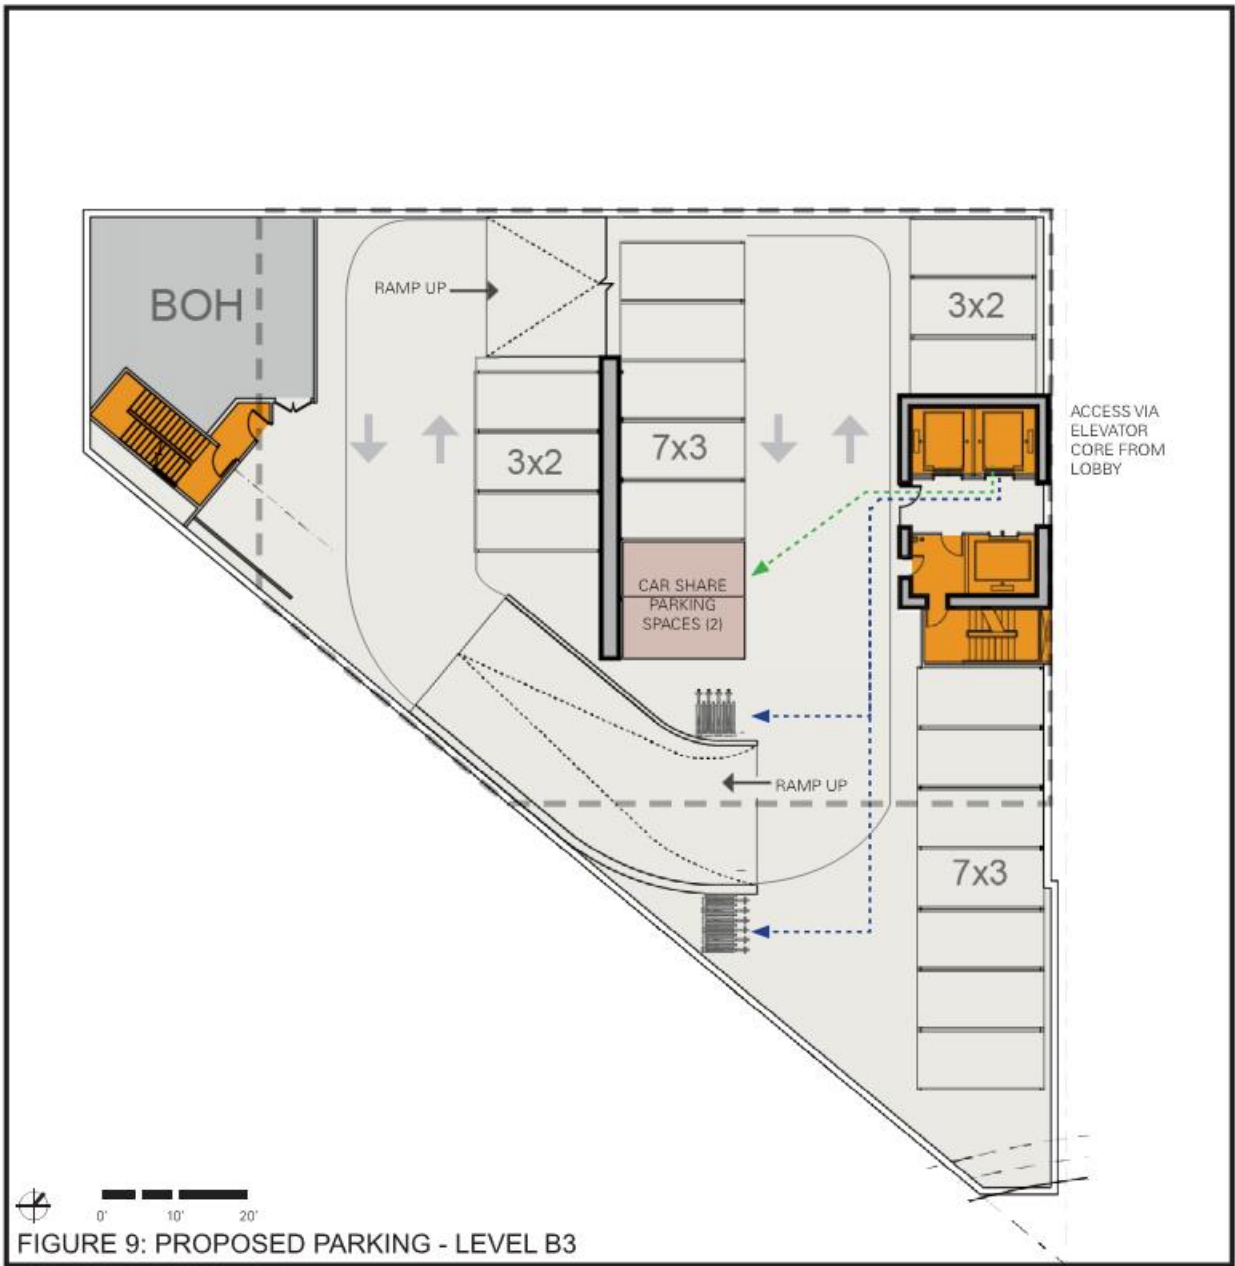 BOH
RAMP UP
3x2
3x2
7x3
ACCESS VIA
ELEVATOR
CORE FROM
LOBBY
CAR SHARE
PARKING
SPACES (2)
RAMP UP
7x3
0'
10'
20'
FIGURE 9: PROPOSED PARKING - LEVEL B3